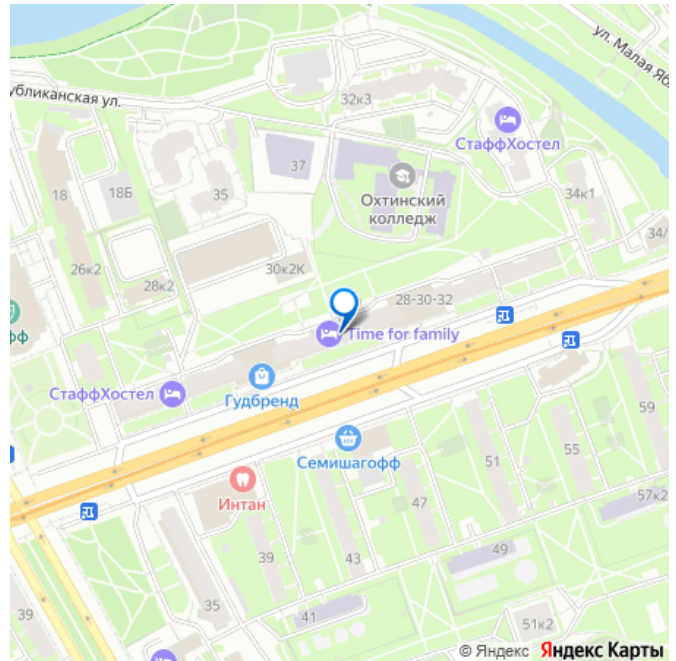 ул. Малая Ябл
убликанская ул.
32к3
СтаффХостел
37
18
18Б
35
Охтинский
колледж
34к1
34/
26к2
28к2
30к2К
28-30-32
фф
Time for family
СтаффХостел
Гудбренд
Семишагофф
59
55
51
Интан
47
57к2
39
43
49
35
39
41
51к2
© Яндекс Яндекс Карты